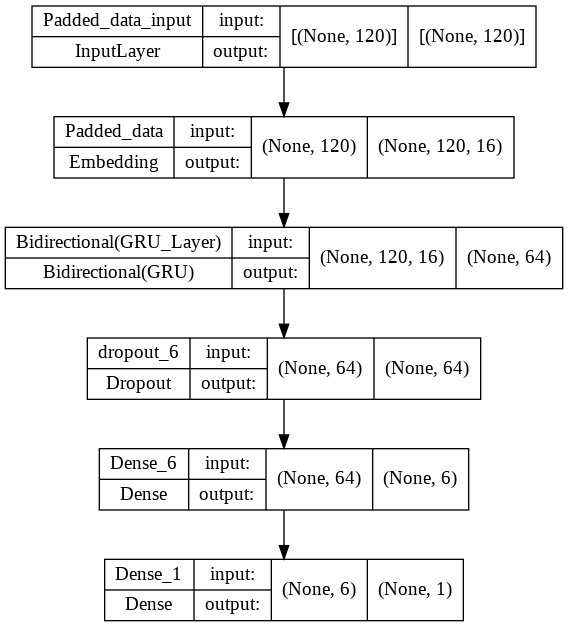 Padded_data_input input: [(None, 120)] [(None, 120)]
InputLayer output:
Padded_data input: (None, 120) (None, 120, 16)
Embedding output:
Bidirectional(GRU_Layer) input: (None, 120, 16) (None, 64)
Bidirectional(GRU) output:
dropout_6 input: (None, 64) (None, 64)
Dropout output:
Dense_6 input: (None, 64) (None, 6)
Dense output:
Dense_1 input: (None, 6) (None, 1)
Dense output: